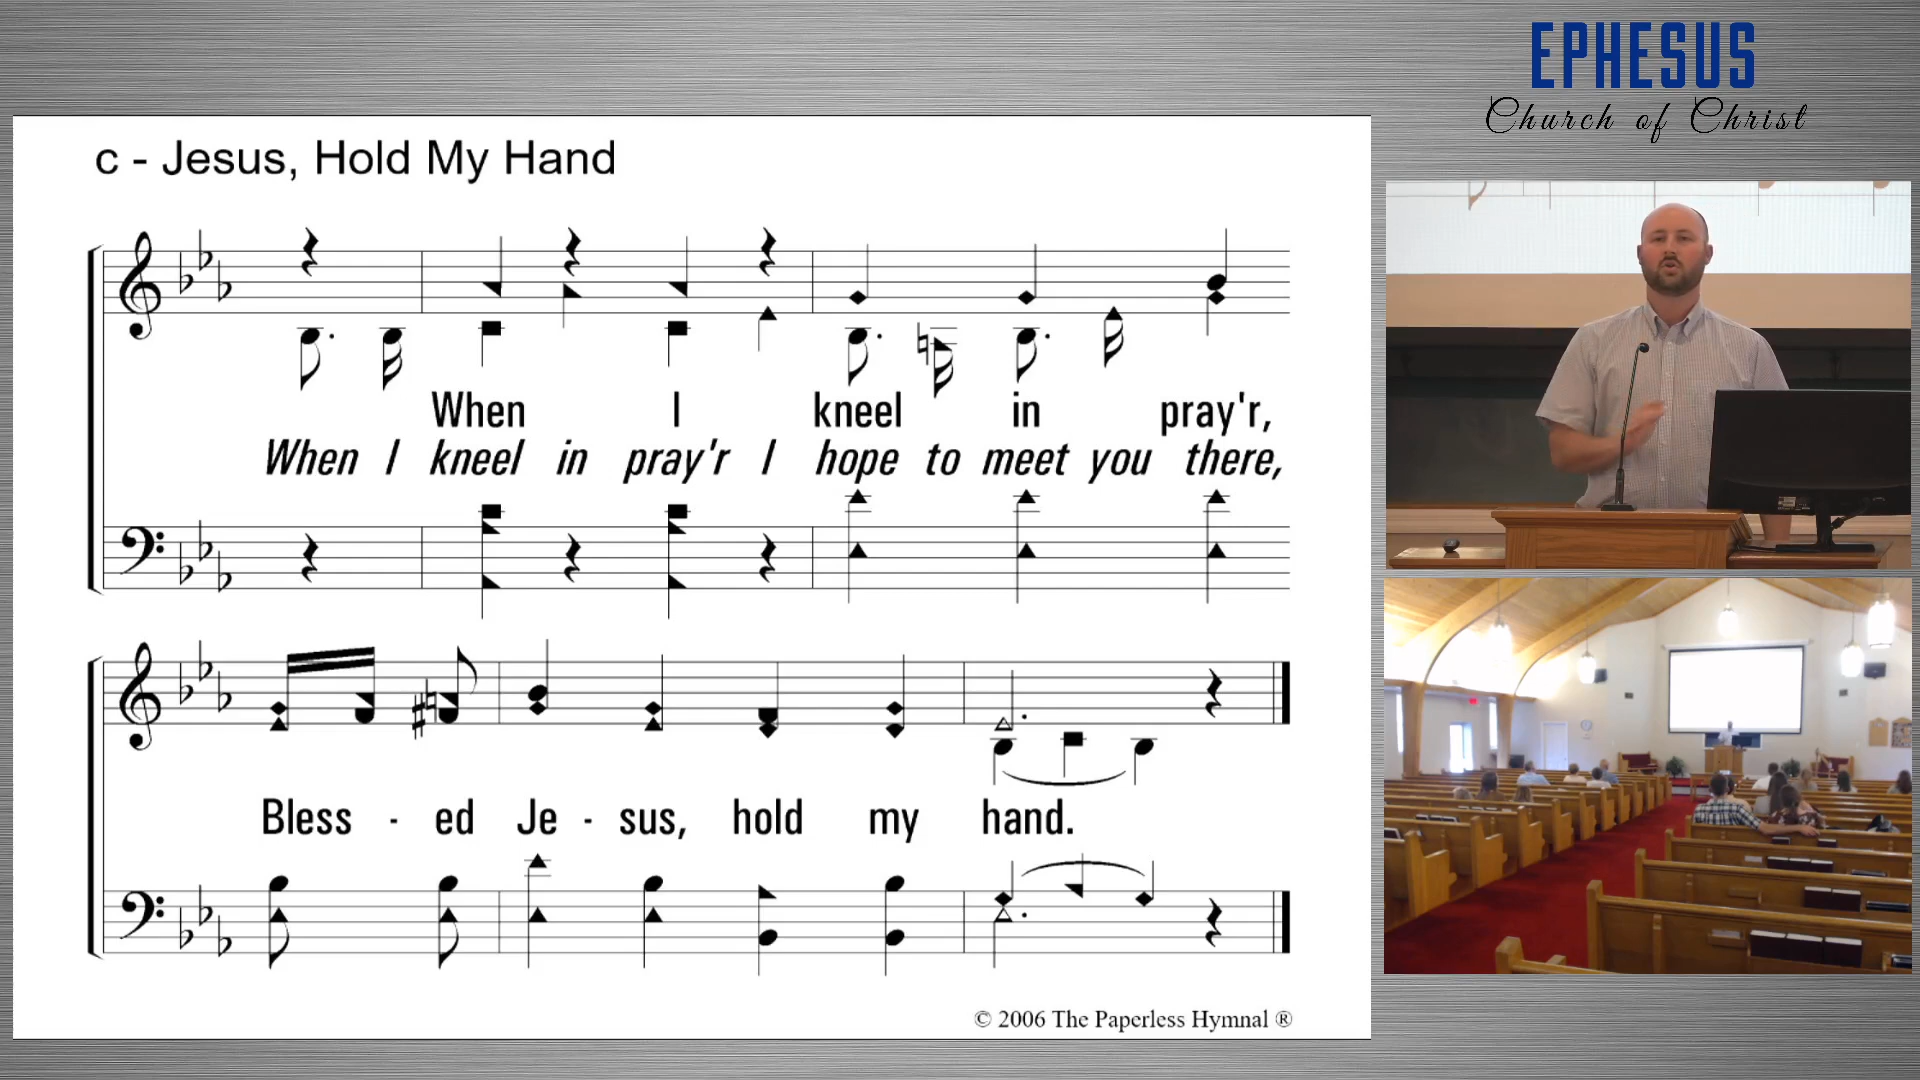 EPHESUS
Church of Christ
c - Jesus, Hold My Hand
When I kneel in pray'r,
When I kneel in pray'r I hope to meet you there,
Bless - ed Je - sus, hold my hand.
© 2006 The Paperless Hymnal ®